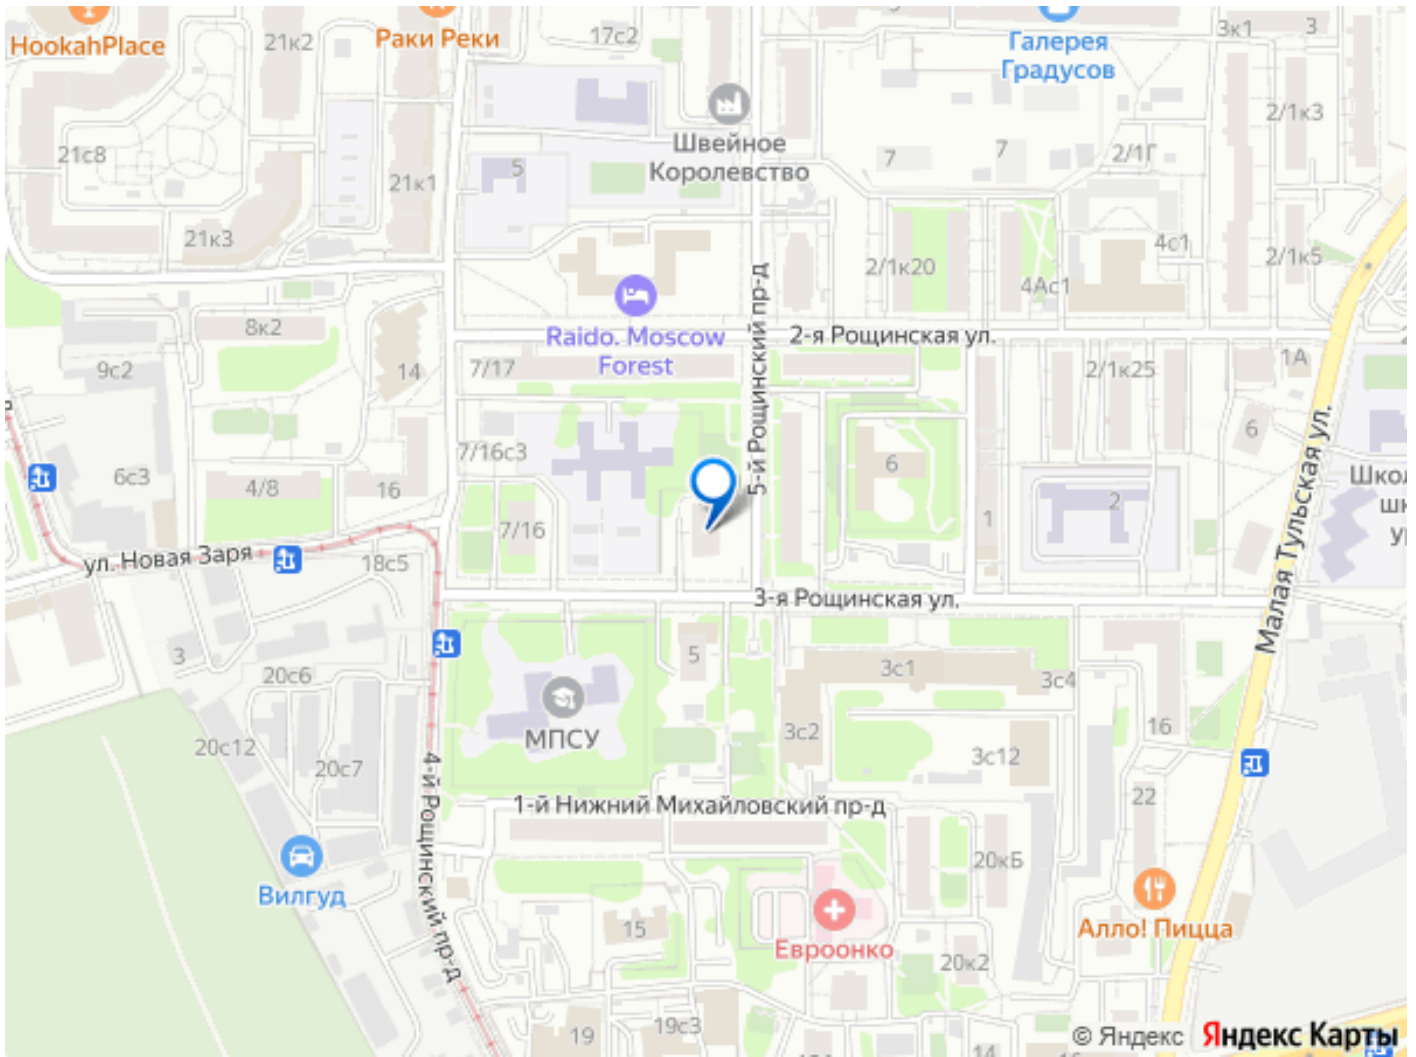 HookahPlace
21к2
Раки Реки
17с2
Галерея
Градусов
3к1
3
21с8
21к1
5
Швейное
Королевство
7
7
2/1Г
2/1к3
21к3
2/1к20
4с1
4Ас1
2/1к5
8к2
9с2
14
7/17
Raido. Moscow
Forest
5-й Рощинский пр-д
2-я Рощинская ул.
2/1к25
1А
6с3
4/8
16
7/16с3
7/16
6
1
2
6
Малая Тульская ул.
ул. Новая Заря
18с5
3-я Рощинская ул.
3
20с6
20с12
20с7
МПСУ
5
3с1
3с4
3с2
3с12
16
4-й Рощинский пр-д
1-й Нижний Михайловский пр-д
22
20кБ
Вилгуд
15
Евроонко
20к2
Алло! Пицца
19
19с3
14
© Яндекс Яндекс Карты